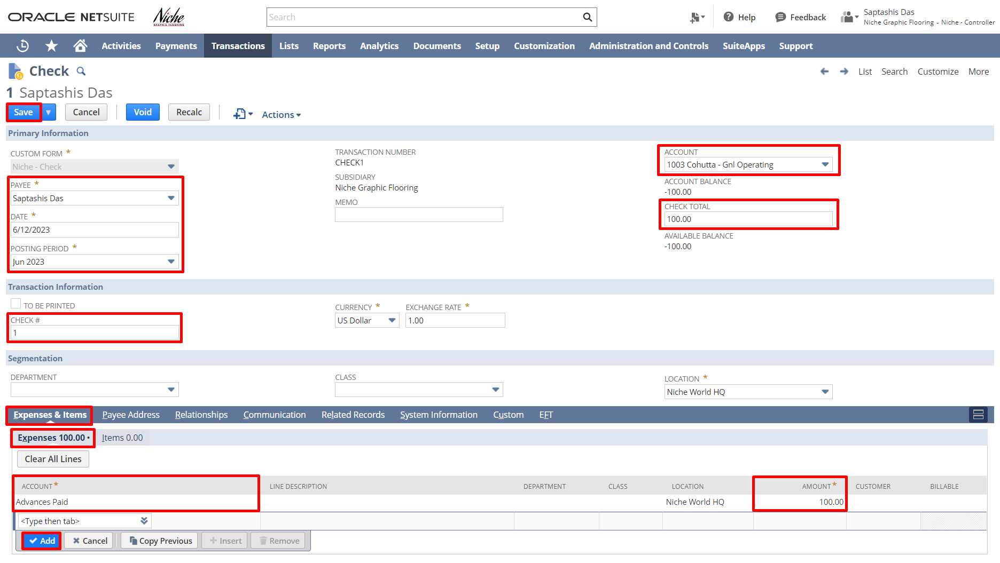 ORACLE NETSUITE Niche GRAPHIC FLOORING Search Help Feedback Saptashis Das
Niche Graphic Flooring - Niche - Controller
Activities Payments Transactions Lists Reports Analytics Documents Setup Customization Administration and Controls SuiteApps Support
Check List Search Customize More
1 Saptashis Das
Save Cancel Void Recalc Actions
Primary Information
CUSTOM FORM * TRANSACTION NUMBER ACCOUNT
Niche - Check CHECK1 1003 Cohutta - Gnl Operating
PAYEE * SUBSIDIARY ACCOUNT BALANCE
Saptashis Das Niche Graphic Flooring -100.00
DATE * MEMO CHECK TOTAL
6/12/2023 100.00
POSTING PERIOD * AVAILABLE BALANCE
Jun 2023 -100.00
Transaction Information
TO BE PRINTED CURRENCY * EXCHANGE RATE *
CHECK # US Dollar 1.00
1
Segmentation
DEPARTMENT CLASS LOCATION *
Niche World HQ
Expenses & Items Payee Address Relationships Communication Related Records System Information Custom EFT
Expenses 100.00 • Items 0.00
Clear All Lines
ACCOUNT * LINE DESCRIPTION DEPARTMENT CLASS LOCATION AMOUNT * CUSTOMER BILLABLE
Advances Paid Niche World HQ 100.00
<Type then tab>
Add Cancel Copy Previous Insert Remove